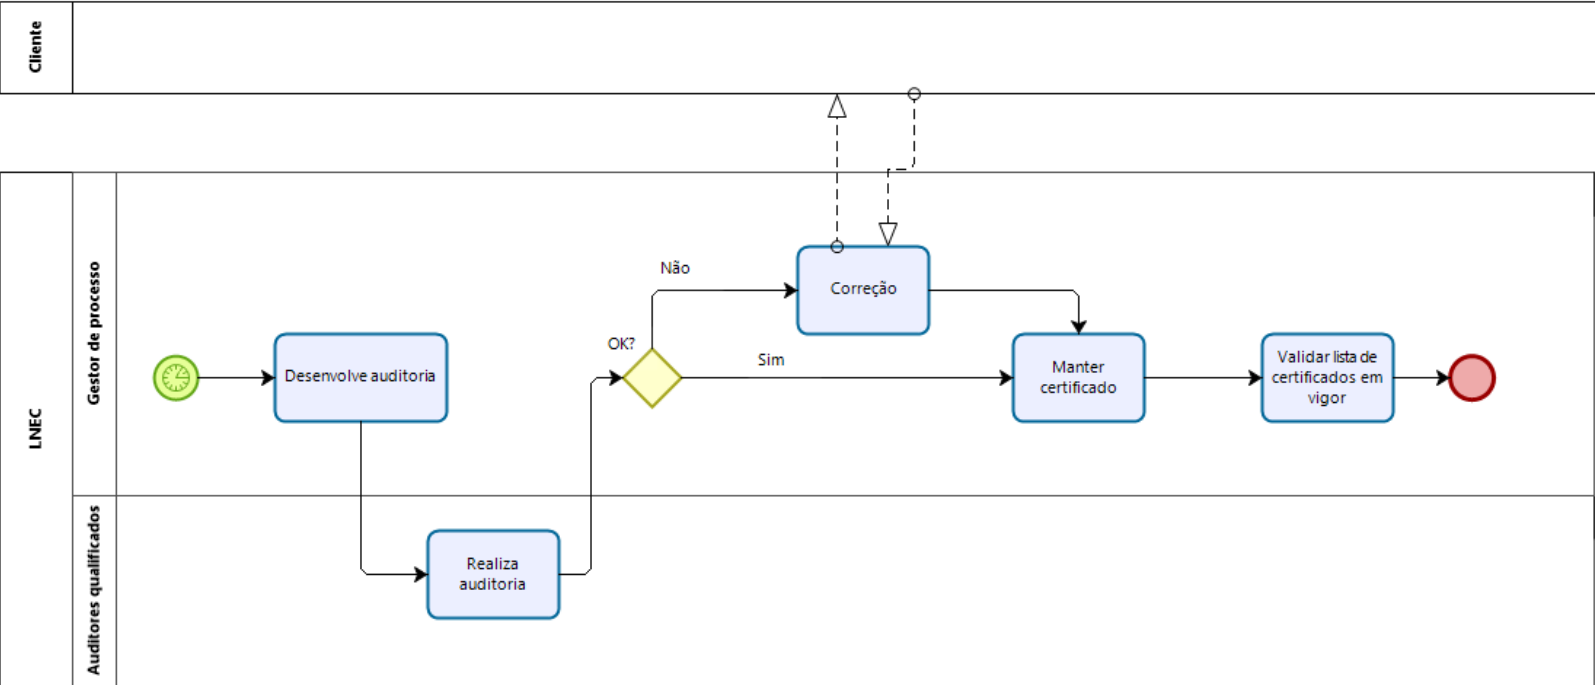 Cliente
LNEC
Gestor de processo
Auditores qualificados
Desenvolve auditoria
Realiza
auditoria
OK?
Não
Sim
Correção
Manter
certificado
Validar lista de
certificados em
vigor